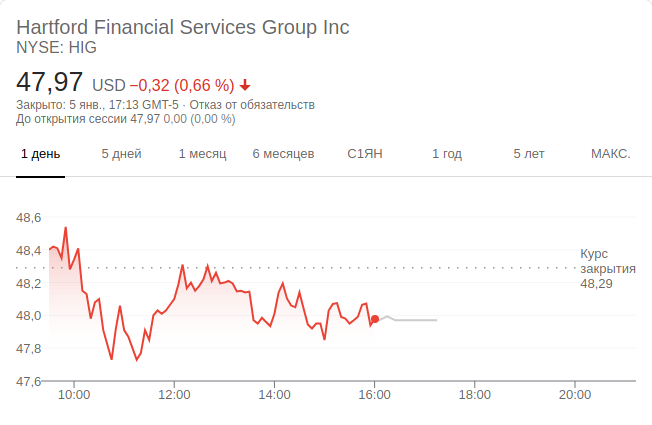 Hartford Financial Services Group Inc
NYSE: HIG
47,97 USD −0,32 (0,66 %)
Закрыто: 5 янв., 17:13 GMT-5 · Отказ от обязательств
До открытия сессии 47,97 0,00 (0,00 %)
1 день 5 дней 1 месяц 6 месяцев С1ЯН 1 год 5 лет МАКС.
48,6
48,4
48,2
48,0
47,8
47,6
Курс
закрытия
48,29
10:00 12:00 14:00 16:00 18:00 20:00